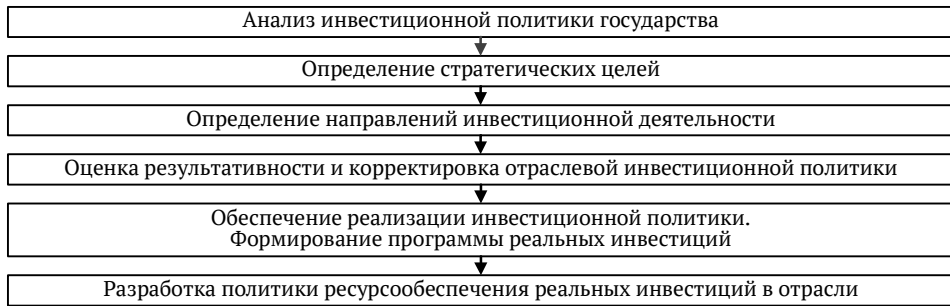 Анализ инвестиционной политики государства
Определение стратегических целей
Определение направлений инвестиционной деятельности
Оценка результативности и корректировка отраслевой инвестиционной политики
Обеспечение реализации инвестиционной политики.
Формирование программы реальных инвестиций
Разработка политики ресурсообеспечения реальных инвестиций в отрасли